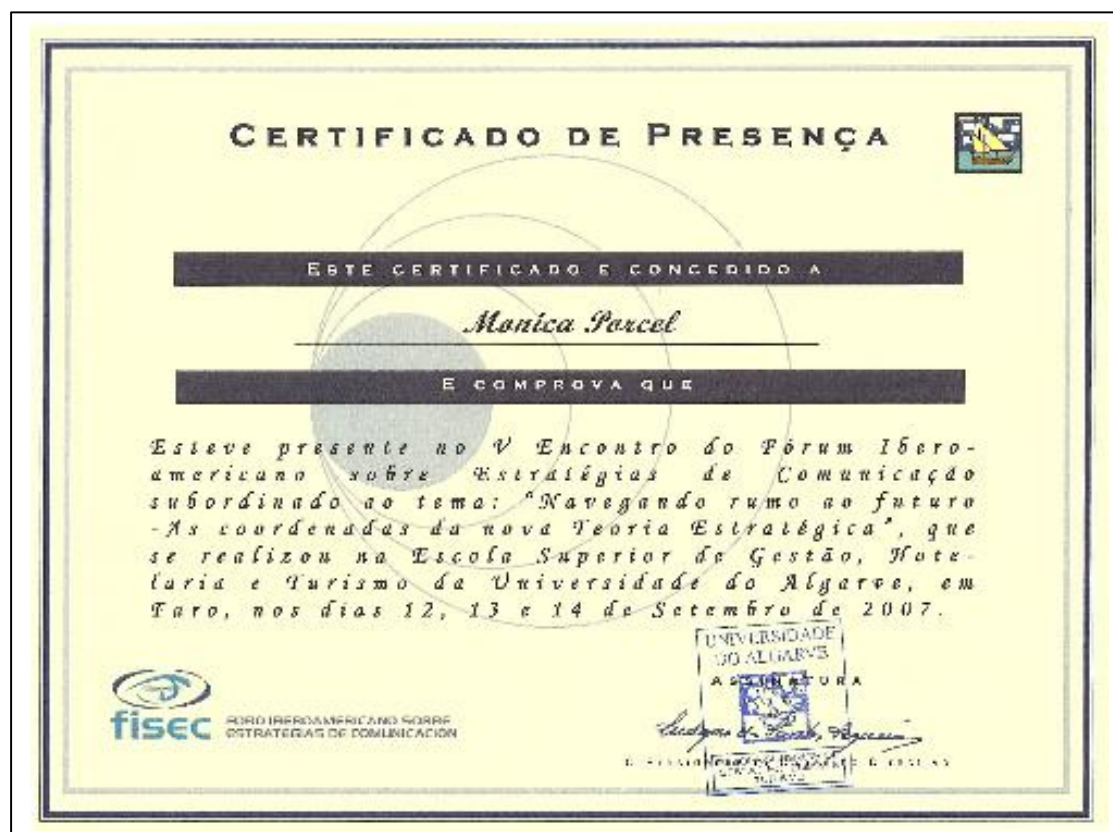 CERTIFICADO DE PRESENÇA
ESTE CERTIFICADO E CONCEDIDO A
Monica Porcel
E COMPROVA QUE
Esteve presente no V Encontro do Fórum Ibero-
americano sobre Estratégias de Comunicação
subordinado ao tema: "Navegando rumo ao futuro
-As coordenadas da nova Teoria Estratégica", que
se realizou na Escola Superior de Gestão, Hote-
laria e Turismo da Universidade do Algarve, em
Faro, nos dias 12, 13 e 14 de Setembro de 2007.
UNIVERSIDADE
DO ALGARVE
ASSINATURA
fisec
FORO IBEROAMERICANO SOBRE
ESTRATEGIAS DE COMUNICACIÓN